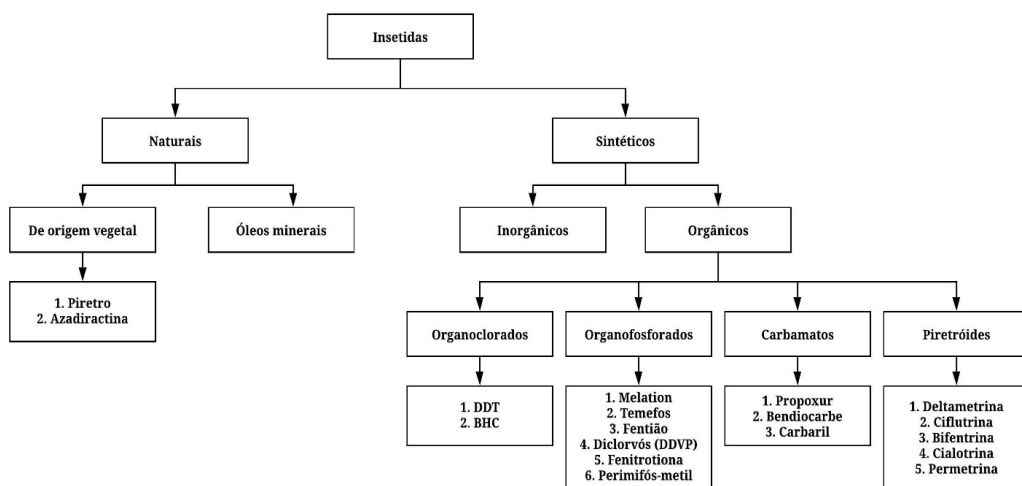 Insetidas
Naturais
Sintéticos
De origem vegetal
Óleos minerais
Inorgânicos
Orgânicos
1. Piretro
2. Azadiractina
Organoclorados
Organofosforados
Carbamatos
Piretróides
1. DDT
2. BHC
1. Melation
2. Temefos
3. Fentião
4. Diclorvós (DDVP)
5. Fenitrotiona
6. Perimifós-metil
1. Propoxur
2. Bendiocarbe
3. Carbaril
1. Deltametrina
2. Ciflutrina
3. Bifentrina
4. Cialotrina
5. Permetrina